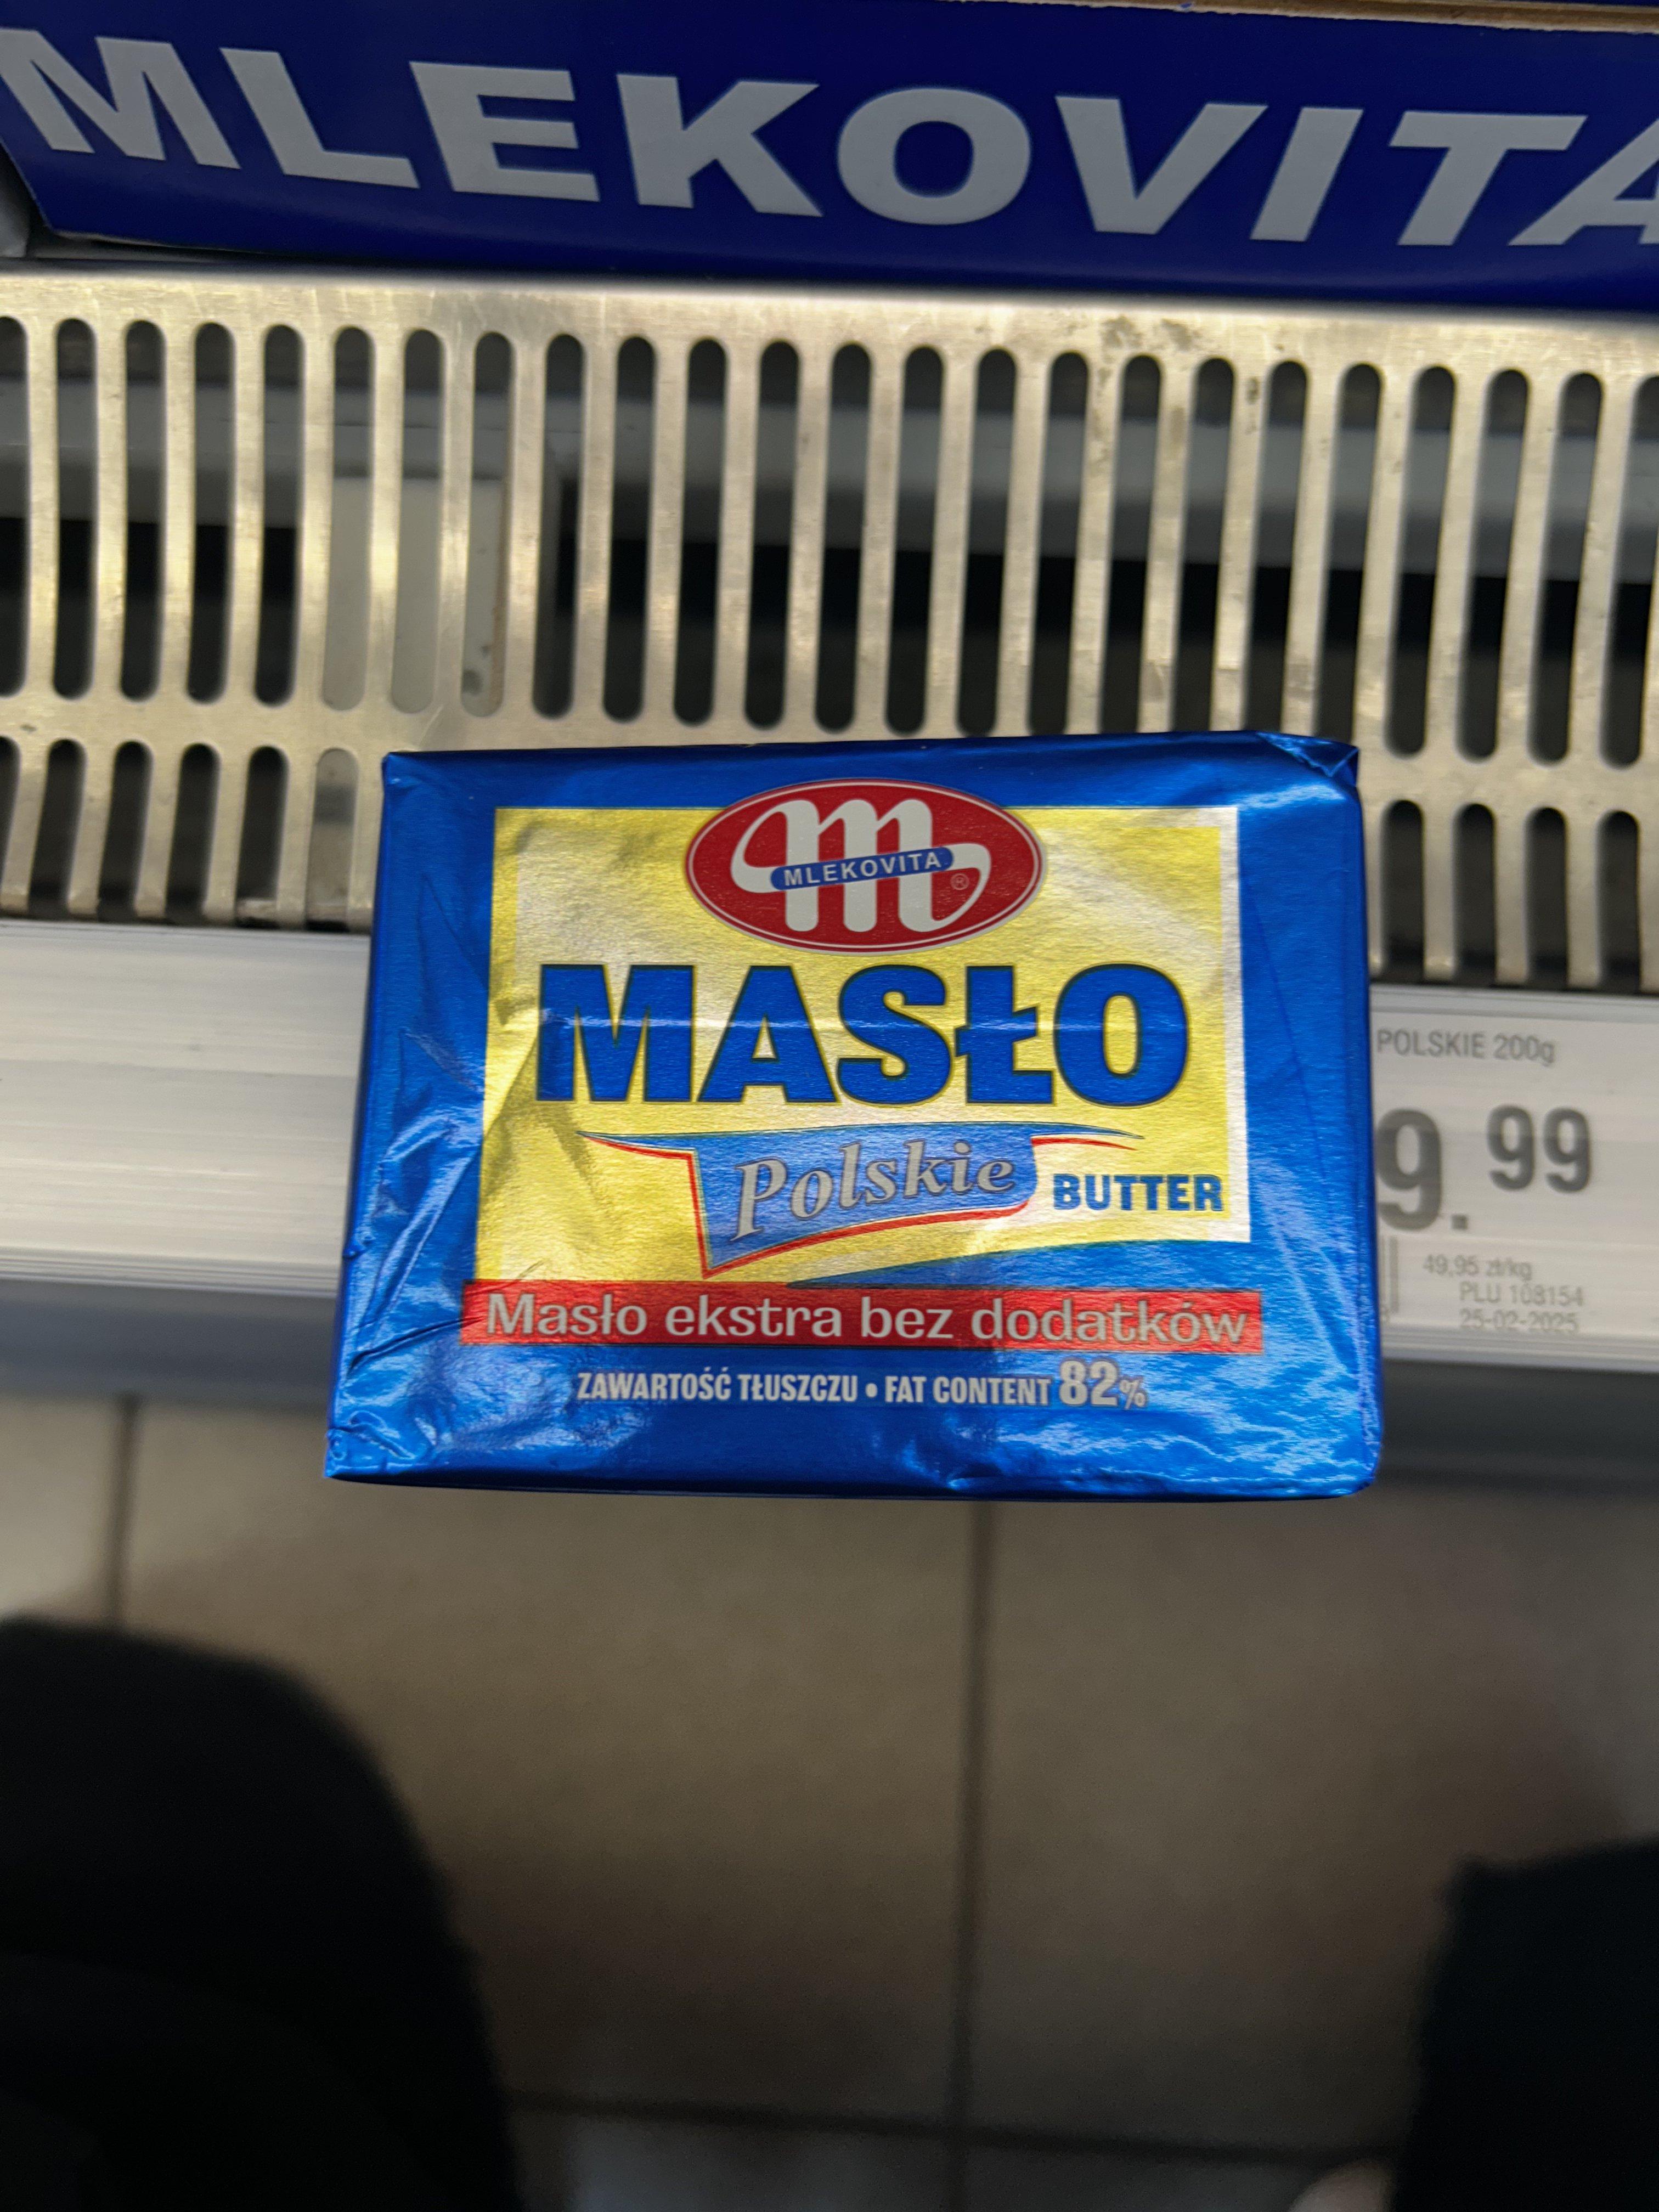 MLEKOVITA
MLEKOVITA ®
MASŁO
Polskie BUTTER
Masło ekstra bez dodatków
ZAWARTOŚĆ TŁUSZCZU • FAT CONTENT 82%
POLSKIE 200g
9.99
49,95 zł/kg
PLU 108154
25-02-2025